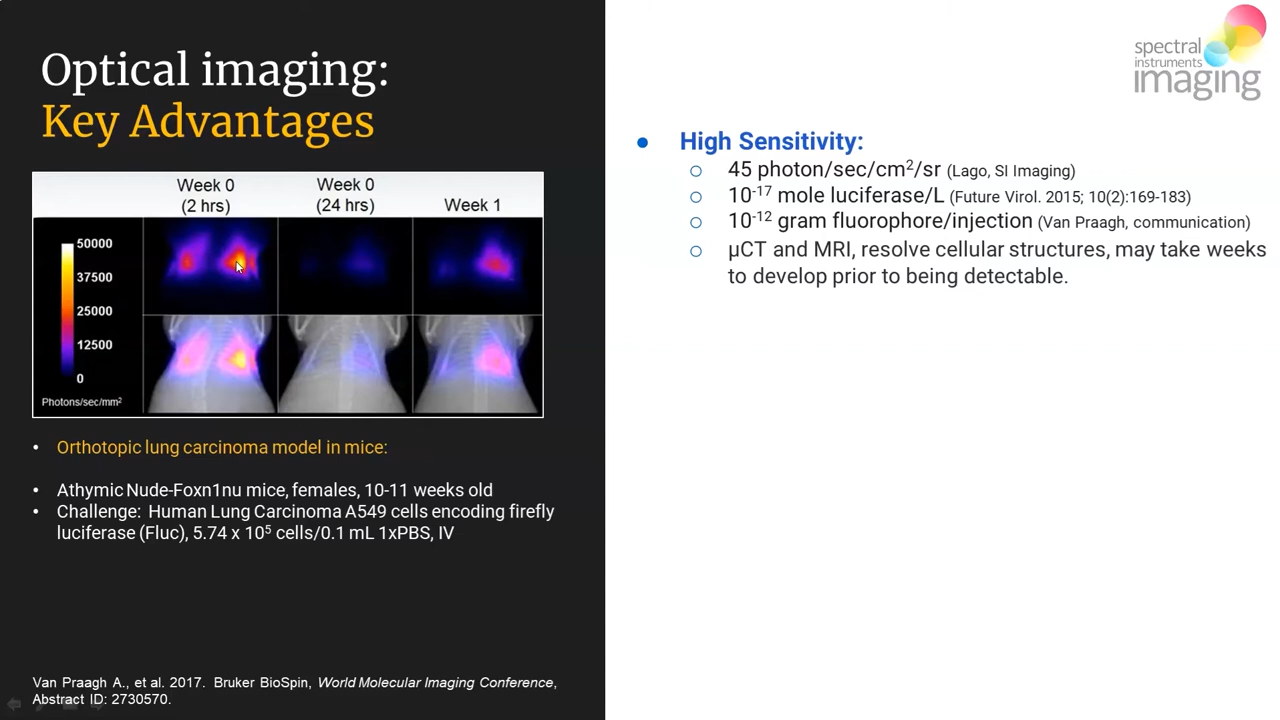 Optical imaging:
Key Advantages
Week 0
(2 hrs)
Week 0
(24 hrs)
Week 1
50000
37500
25000
12500
0
Photons/sec/mm²
• Orthotopic lung carcinoma model in mice:
• Athymic Nude-Foxn1nu mice, females, 10-11 weeks old
• Challenge: Human Lung Carcinoma A549 cells encoding firefly
luciferase (Fluc), 5.74 x 10⁵ cells/0.1 mL 1xPBS, IV
Van Praagh A., et al. 2017. Bruker BioSpin, World Molecular Imaging Conference,
Abstract ID: 2730570.
spectral
instruments
imaging
• High Sensitivity:
○ 45 photon/sec/cm²/sr (Lago, SI Imaging)
○ 10⁻¹⁷ mole luciferase/L (Future Virol. 2015; 10(2):169-183)
○ 10⁻¹² gram fluorophore/injection (Van Praagh, communication)
○ µCT and MRI, resolve cellular structures, may take weeks
to develop prior to being detectable.